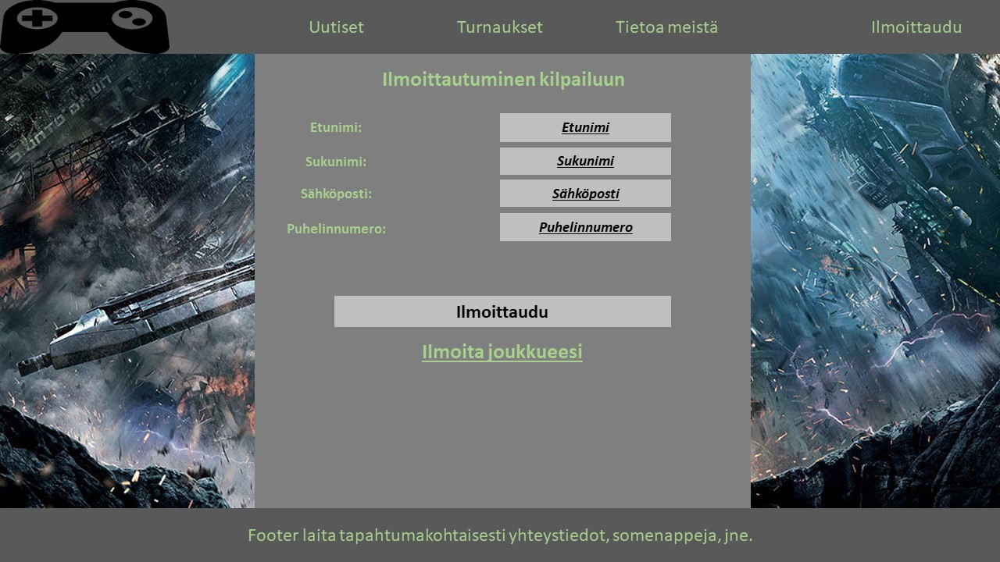 Uutiset Turnaukset Tietoa meistä Ilmoittaudu
Ilmoittautuminen kilpailuun
Etunimi: Etunimi
Sukunimi: Sukunimi
Sähköposti: Sähköposti
Puhelinnumero: Puhelinnumero
Ilmoittaudu
Ilmoita joukkueesi
Footer laita tapahtumakohtaisesti yhteystiedot, somenappeja, jne.